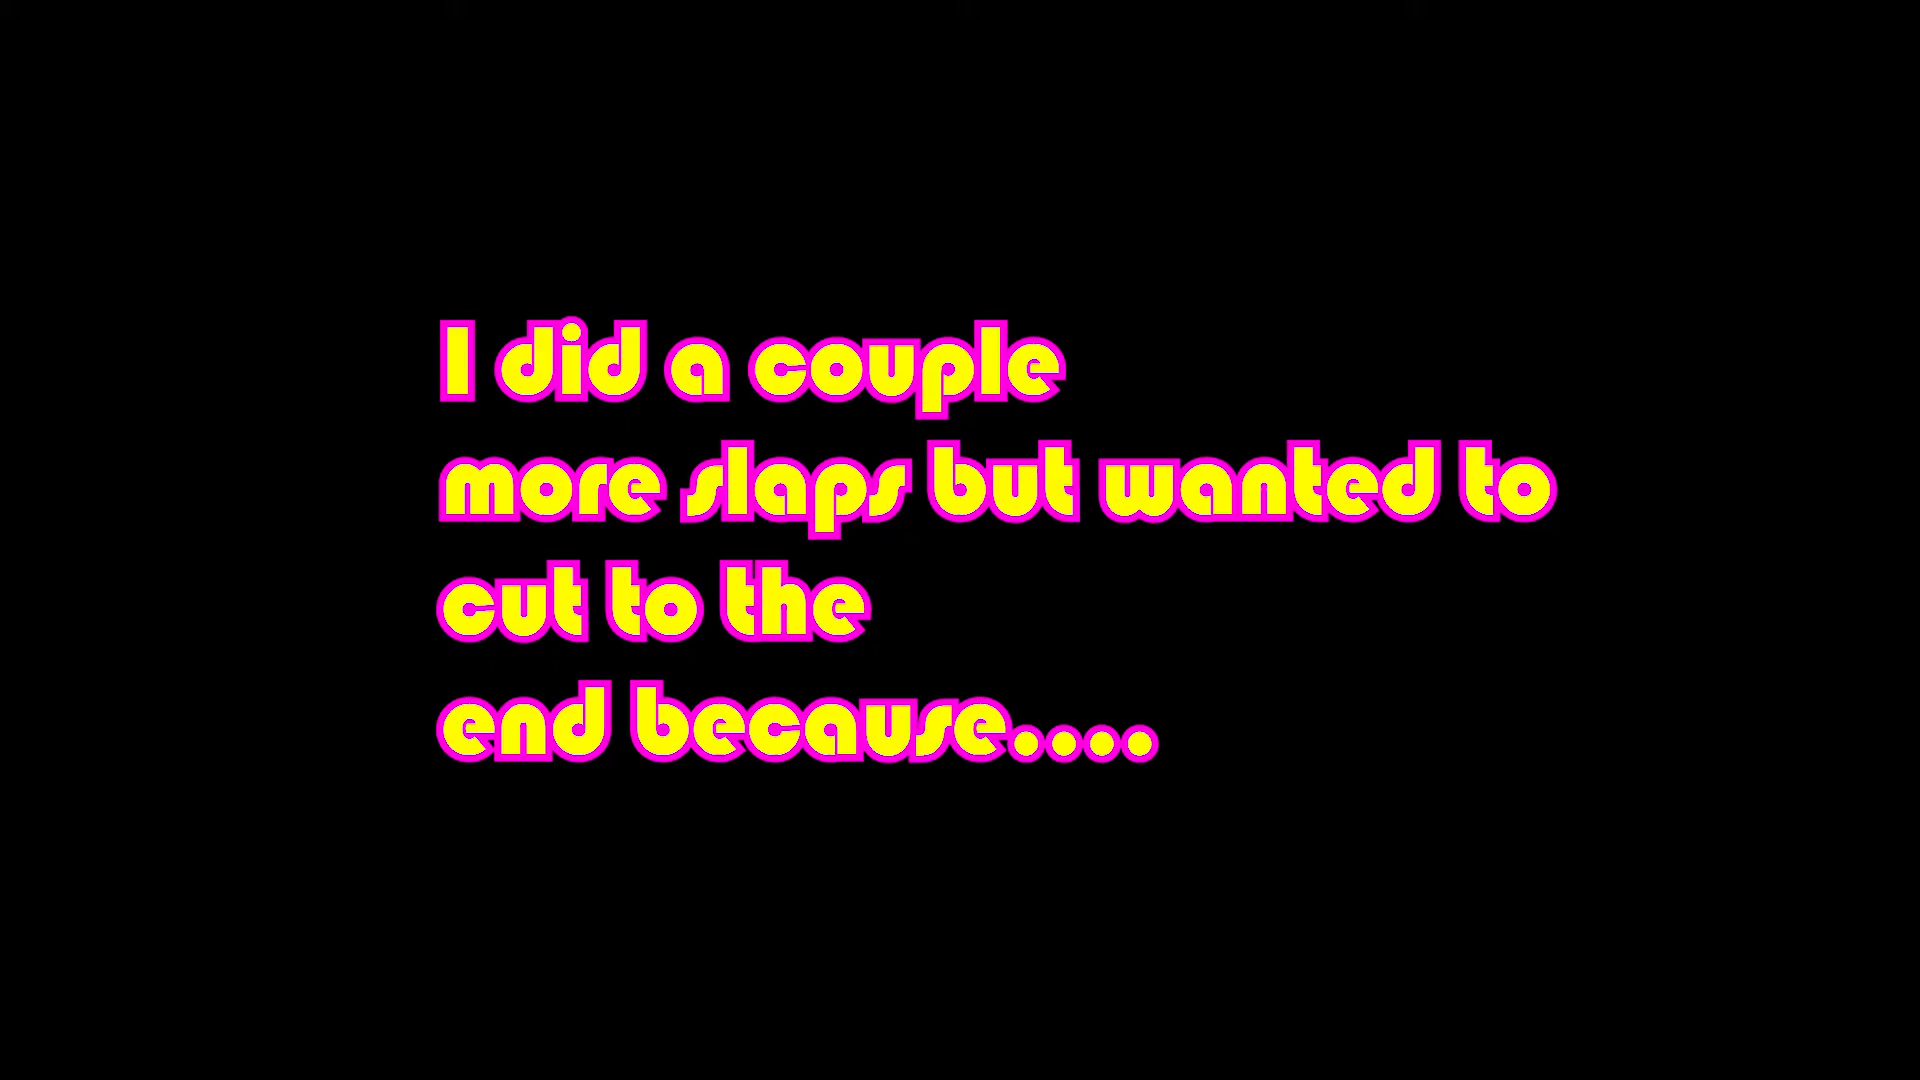 I did a couple
more slaps but wanted to
cut to the
end because....